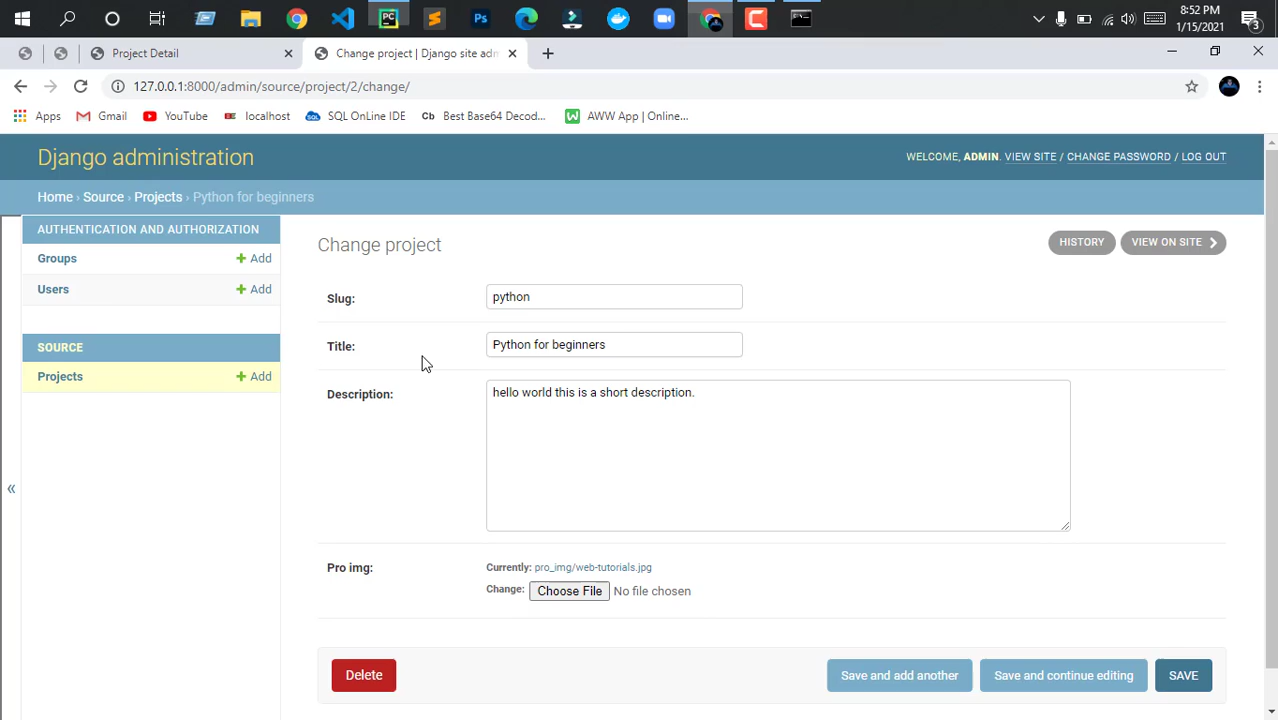 8:52 PM
1/15/2021
3
Project Detail
Change project | Django site adm
127.0.0.1:8000/admin/source/project/2/change/
Apps
Gmail
YouTube
localhost
SQL OnLine IDE
Cb Best Base64 Decod...
AWW App | Online...
Django administration
WELCOME, ADMIN. VIEW SITE / CHANGE PASSWORD / LOG OUT
Home › Source › Projects › Python for beginners
AUTHENTICATION AND AUTHORIZATION
Groups
+ Add
Users
+ Add
SOURCE
Projects
+ Add
«
Change project
HISTORY
VIEW ON SITE
Slug:
python
Title:
Python for beginners
Description:
hello world this is a short description.
Pro img:
Currently: pro_img/web-tutorials.jpg
Change: Choose File No file chosen
Delete
Save and add another
Save and continue editing
SAVE